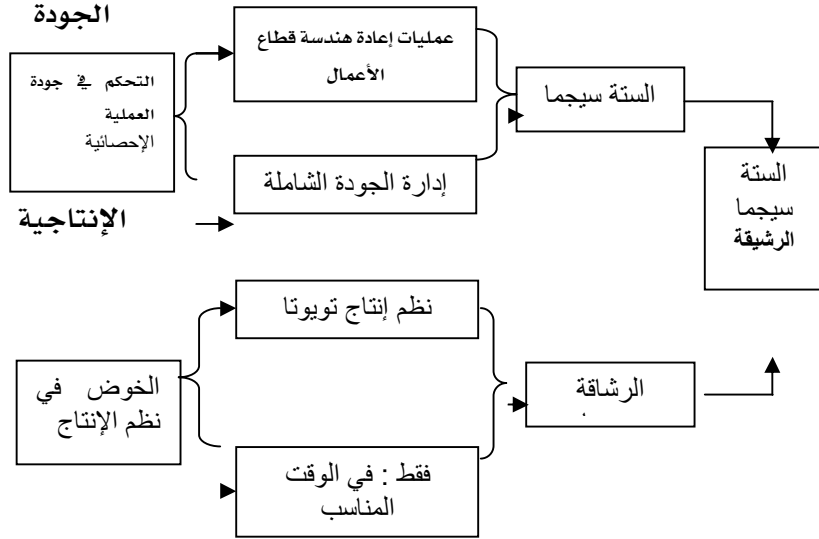 الجودة
التحكم في جودة
العملية
الإحصائية
عمليات إعادة هندسة قطاع
الأعمال
إدارة الجودة الشاملة
الستة سيجما
الستة
سيجما
الرشيقة
الإنتاجية
الخوض في
نظم الإنتاج
نظم إنتاج تويوتا
فقط : في الوقت
المناسب
الرشاقة